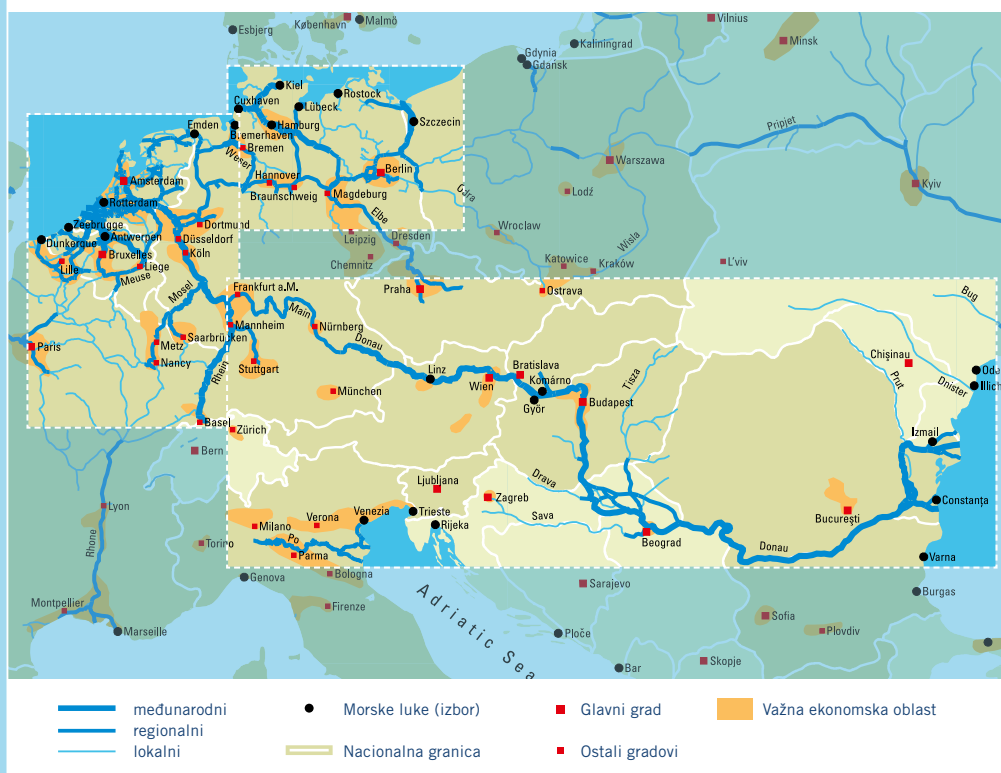 Esbjerg
København
Malmö
Vilnius
Kaliningrad
Minsk
Gdynia
Gdańsk
Kiel
Rostock
Cuxhaven
Lübeck
Szczecin
Emden
Hamburg
Bremerhaven
Bremen
Weser
Pripjet
Warszawa
Berlin
Hannover
Amsterdam
Braunschweig
Magdeburg
Odra
Lodź
Kyiv
Rotterdam
Elbe
Zeebrugge
Dortmund
Wroclaw
Dunkerque
Antwerpen
Düsseldorf
Leipzig
Dresden
Wisla
Bruxelles
Köln
Chemnitz
Katowice
Kraków
L'viv
Lille
Liege
Meuse
Mosel
Frankfurt a.M.
Praha
Ostrava
Bug
Main
Mannheim
Nürnberg
Saarbrücken
Donau
Paris
Metz
Nancy
Stuttgart
Rhein
Linz
Bratislava
Wien
Komárno
Tisza
Chişinau
Prut
Dnister
Ode
Illich
München
Győr
Budapest
Basel
Zürich
Izmail
Bern
Ljubljana
Drava
Zagreb
Sava
Lyon
Milano
Verona
Venezia
Trieste
Rijeka
Constanţa
Bucureşti
Rhone
Torino
Po
Parma
Beograd
Donau
Varna
Genova
Bologna
Sarajevo
Burgas
Montpellier
Firenze
Adriatic Sea
Sofia
Plovdiv
Marseille
Ploče
Bar
Skopje
međunarodni
Morske luke (izbor)
Glavni grad
Važna ekonomska oblast
regionalni
lokalni
Nacionalna granica
Ostali gradovi